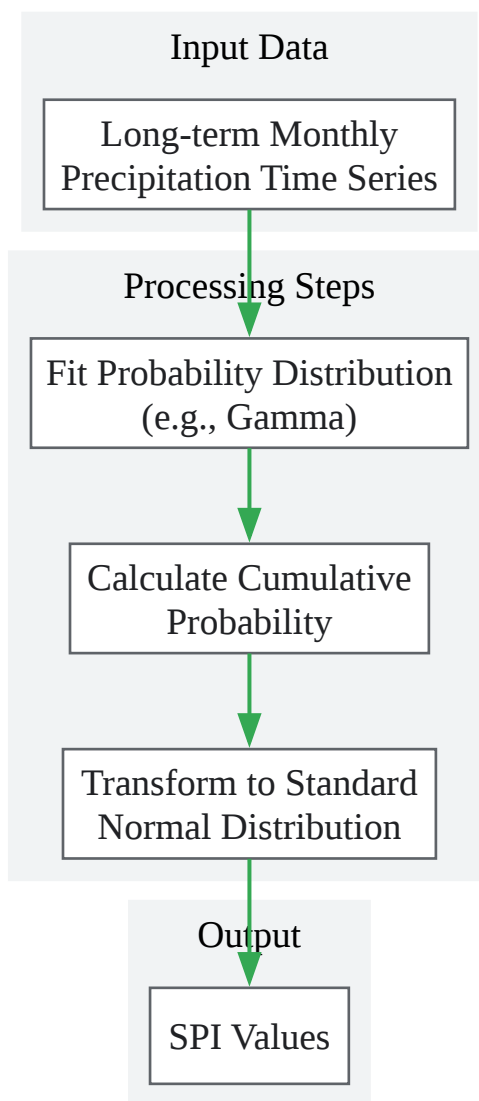 Input Data
Long-term Monthly
Precipitation Time Series
Processing Steps
Fit Probability Distribution
(e.g., Gamma)
Calculate Cumulative
Probability
Transform to Standard
Normal Distribution
Output
SPI Values